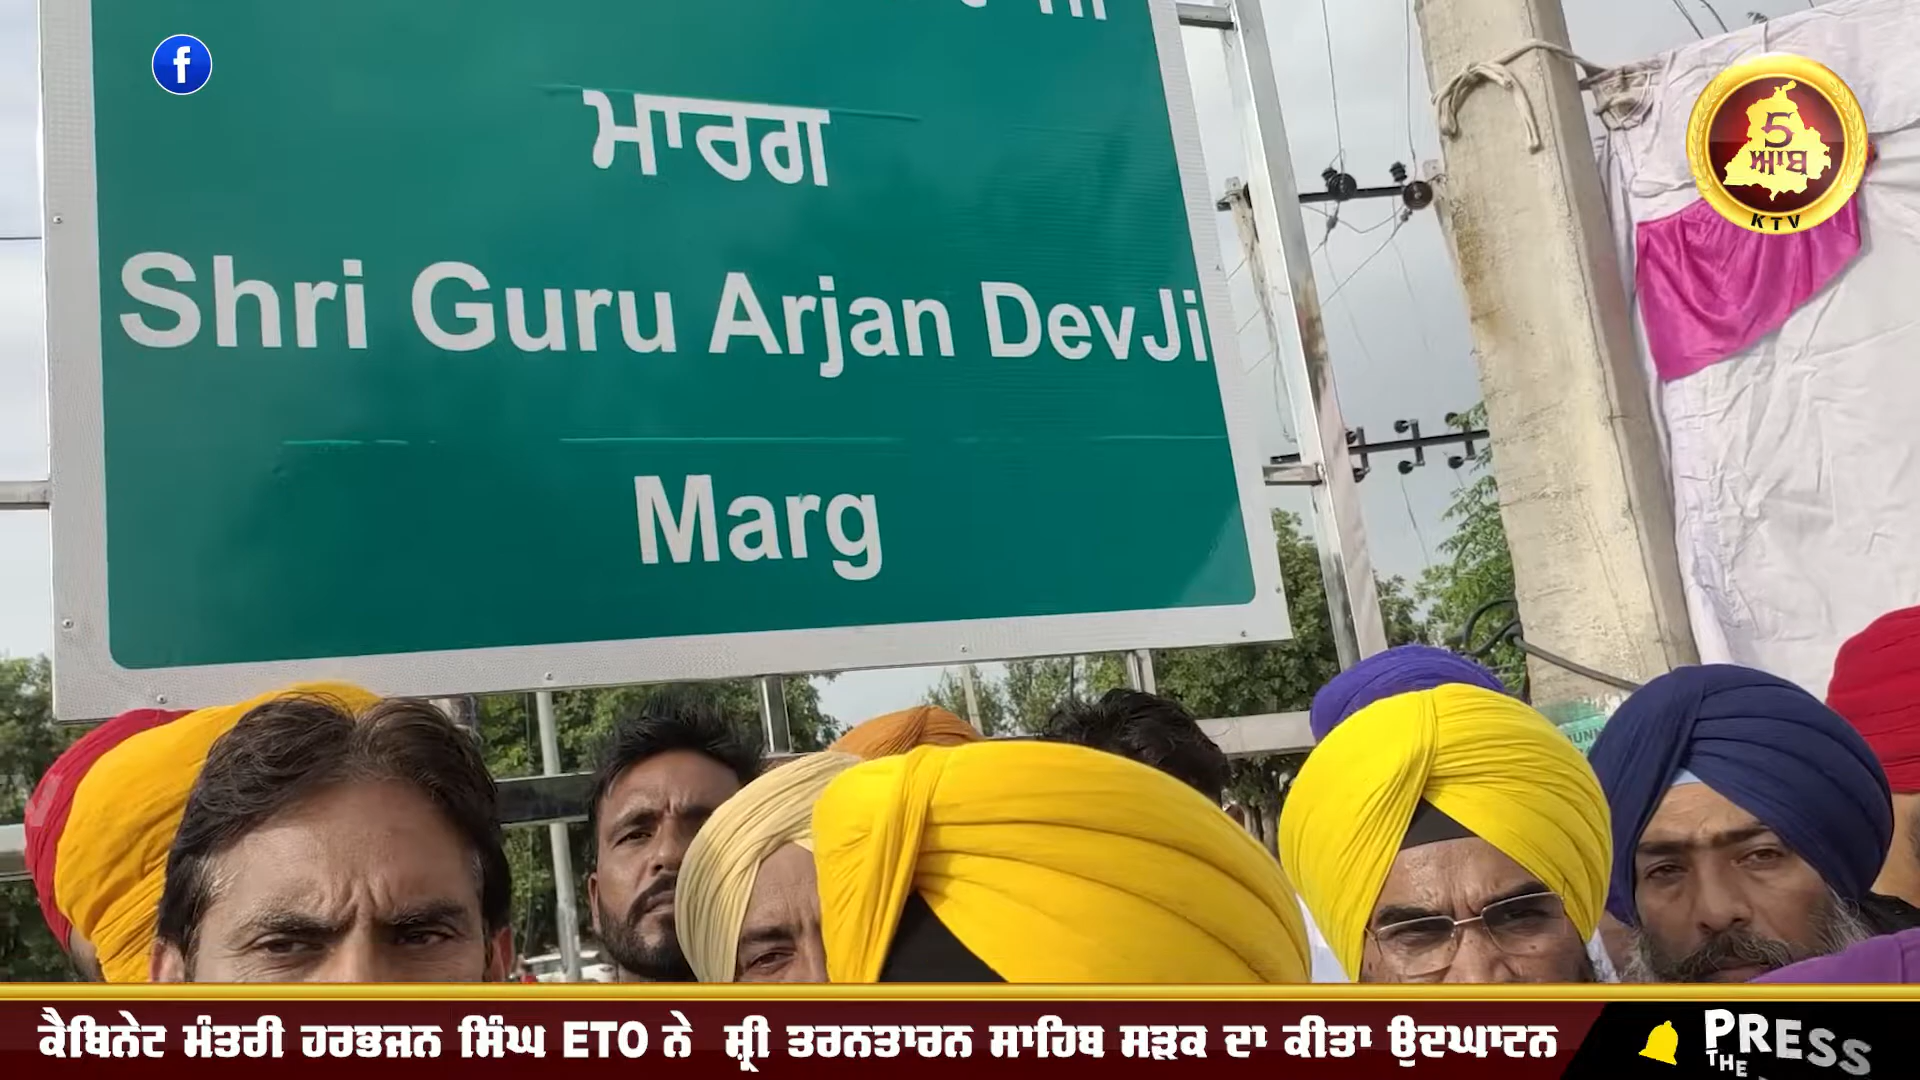 ਮਾਰਗ
Shri Guru Arjan DevJi
Marg
5
ਆਬ
KTV
ਕੈਬਿਨੇਟ ਮੰਤਰੀ ਹਰਭਜਨ ਸਿੰਘ ETO ਨੇ ਸ਼੍ਰੀ ਤਰਨਤਾਰਨ ਸਾਹਿਬ ਸੜਕ ਦਾ ਕੀਤਾ ਉਦਘਾਟਨ
PRESS
THE